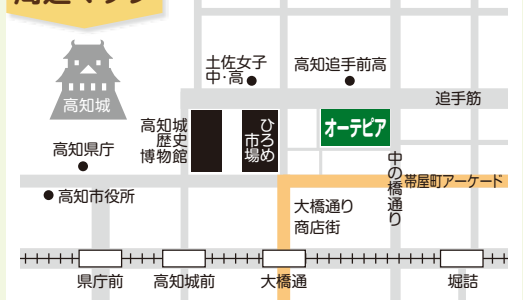 周辺マップ
土佐女子
中・高
高知追手前高
高知城
追手筋
高知城
歴史
博物館
ひろめ
市場
オーテピア
高知県庁
中の橋通り
帯屋町アーケード
高知市役所
大橋通り
商店街
県庁前
高知城前
大橋通
堀詰